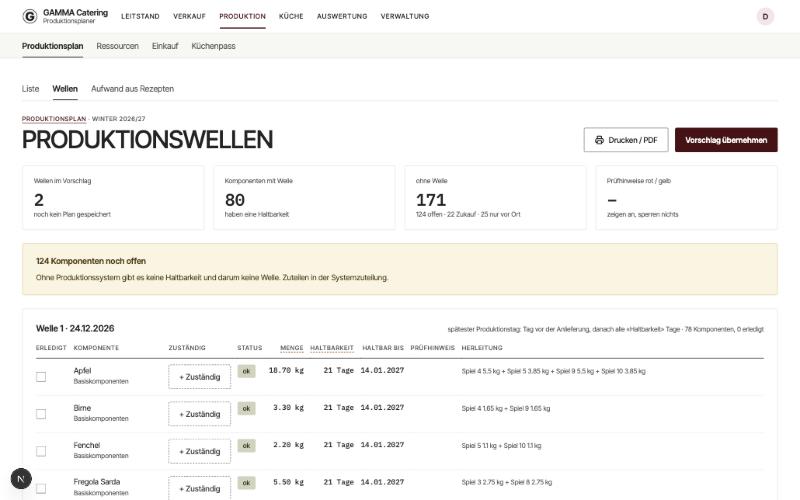 G GAMMA Catering
Produktionsplaner
LEITSTAND VERKAUF PRODUKTION KÜCHE AUSWERTUNG VERWALTUNG
D
Produktionsplan Ressourcen Einkauf Küchenpass
Liste Wellen Aufwand aus Rezepten
PRODUKTIONSPLAN · WINTER 2026/27
PRODUKTIONSWELLEN
Drucken / PDF
Vorschlag übernehmen
Wellen im Vorschlag
2
noch kein Plan gespeichert
Komponenten mit Welle
80
haben eine Haltbarkeit
ohne Welle
171
124 offen · 22 Zukauf · 25 nur vor Ort
Prüfhinweise rot / gelb
–
zeigen an, sperren nichts
124 Komponenten noch offen
Ohne Produktionssystem gibt es keine Haltbarkeit und darum keine Welle. Zuteilen in der Systemzuteilung.
Welle 1 · 24.12.2026
spätester Produktionstag: Tag vor der Anlieferung, danach alle «Haltbarkeit» Tage · 78 Komponenten, 0 erledigt
ERLEDIGT KOMPONENTE ZUSTÄNDIG STATUS MENGE HALTBARKEIT HALTBAR BIS PRÜFHINWEIS HERLEITUNG
Apfel + Zuständig ok 18.70 kg 21 Tage 14.01.2027 Spiel 4 5.5 kg + Spiel 5 3.85 kg + Spiel 9 5.5 kg + Spiel 10 3.85 kg
Basiskomponenten
Birne + Zuständig ok 3.30 kg 21 Tage 14.01.2027 Spiel 4 1.65 kg + Spiel 9 1.65 kg
Basiskomponenten
Fenchel + Zuständig ok 2.20 kg 21 Tage 14.01.2027 Spiel 5 1.1 kg + Spiel 10 1.1 kg
Basiskomponenten
Fregola Sarda + Zuständig ok 5.50 kg 21 Tage 14.01.2027 Spiel 3 2.75 kg + Spiel 8 2.75 kg
Basiskomponenten
N